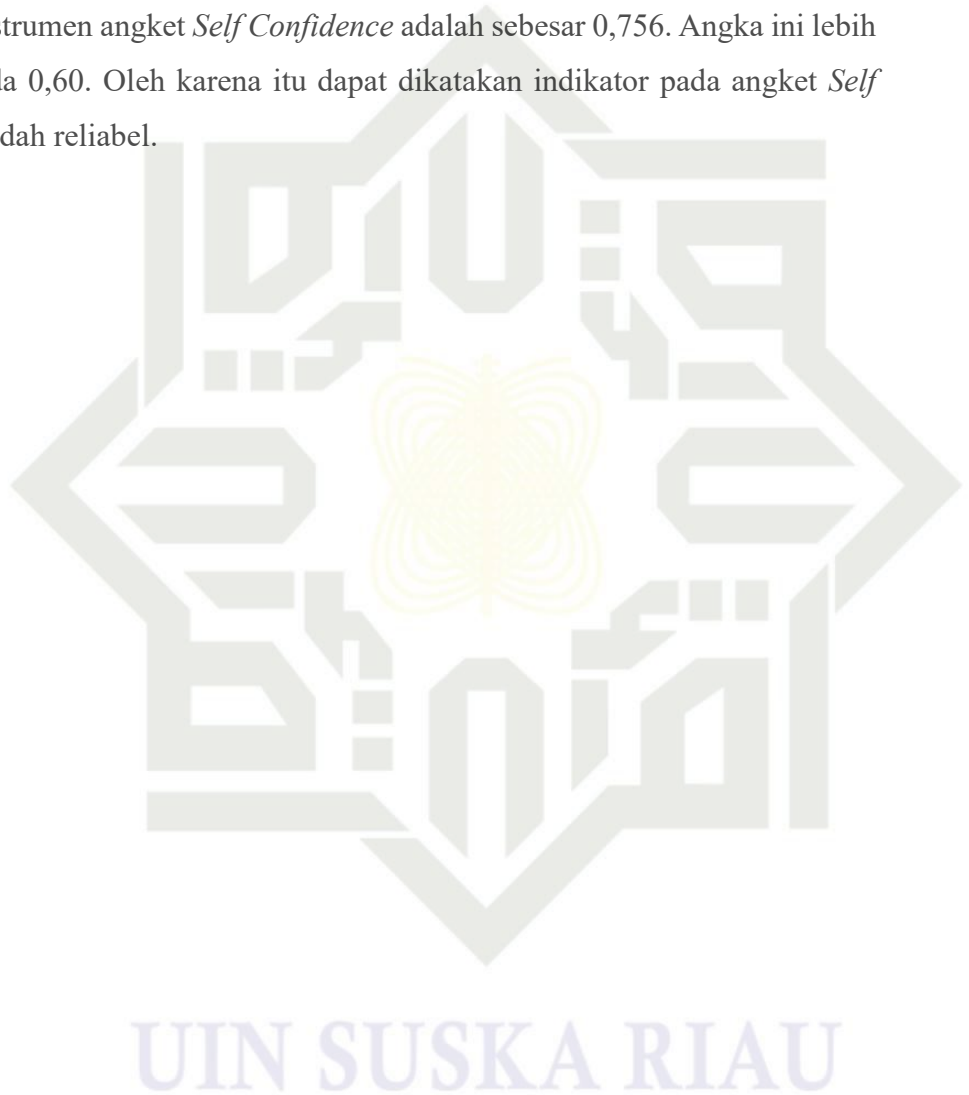 strumen angket Self Confidence adalah sebesar 0,756. Angka ini lebih
da 0,60. Oleh karena itu dapat dikatakan indikator pada angket Self
dah reliabel.
UIN SUSKA RIAU